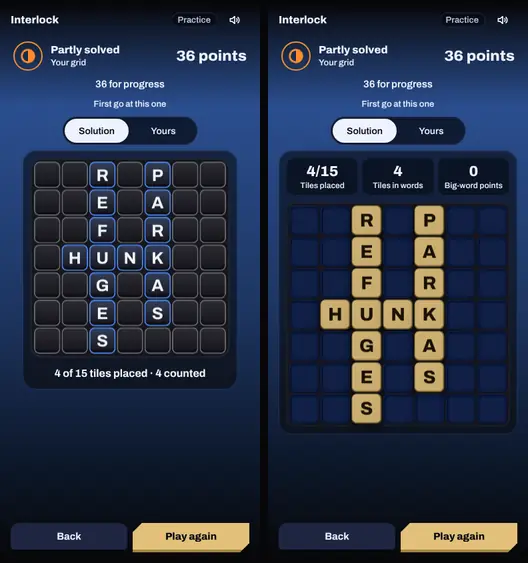 Interlock
Practice
Partly solved
Your grid
36 points
36 for progress
First go at this one
Solution
Yours
R P
E A
F R
H U N K
G A
E S
S
4 of 15 tiles placed · 4 counted
Back
Play again
Interlock
Practice
Partly solved
Your grid
36 points
36 for progress
First go at this one
Solution
Yours
4/15
Tiles placed
4
Tiles in words
0
Big-word points
R P
E A
F R
H U N K
G A
E S
S
Back
Play again